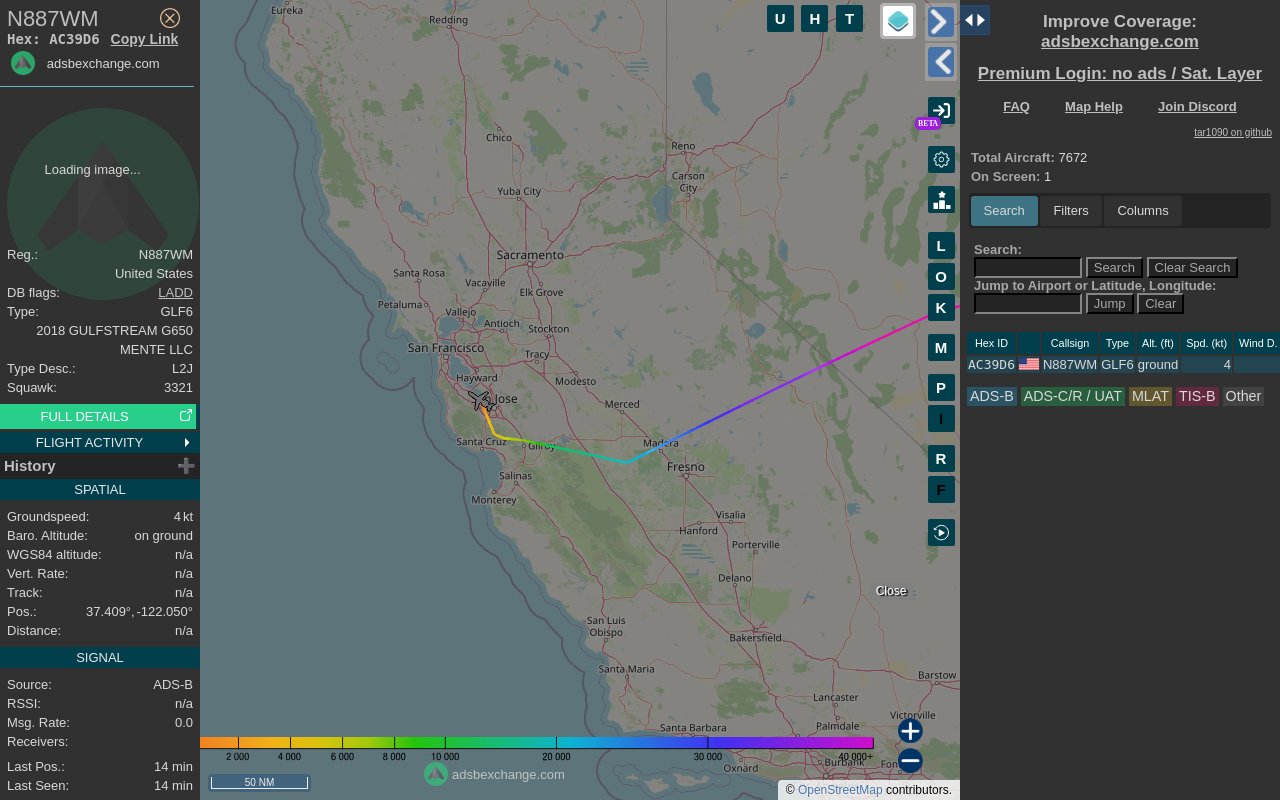 N887WM
Hex: AC39D6 Copy Link
adsbexchange.com
Loading image...
Reg.: N887WM
United States
DB flags: LADD
Type: GLF6
2018 GULFSTREAM G650
MENTE LLC
Type Desc.: L2J
Squawk: 3321
FULL DETAILS
FLIGHT ACTIVITY
History
SPATIAL
Groundspeed: 4 kt
Baro. Altitude: on ground
WGS84 altitude: n/a
Vert. Rate: n/a
Track: n/a
Pos.: 37.409°, -122.050°
Distance: n/a
SIGNAL
Source: ADS-B
RSSI: n/a
Msg. Rate: 0.0
Receivers:
Last Pos.: 14 min
Last Seen: 14 min
Eureka
Redding
Chico
Reno
Carson
City
Yuba City
Sacramento
Santa Rosa
Vacaville
Elk Grove
Petaluma
Vallejo
Antioch
Stockton
San Francisco
Tracy
Hayward
Modesto
Jose
Merced
Santa Cruz
Gilroy
Madera
Fresno
Salinas
Monterey
Visalia
Hanford
Porterville
Delano
San Luis
Obispo
Bakersfield
Santa Maria
Barstow
Lancaster
Victorville
Palmdale
Santa Barbara
Oxnard
Burbank
Fon
U H T
BETA
L
O
K
M
P
I
R
F
Close
2 000 4 000 6 000 8 000 10 000 20 000 30 000 40 000+
50 NM
adsbexchange.com
© OpenStreetMap contributors.
Improve Coverage:
adsbexchange.com
Premium Login: no ads / Sat. Layer
FAQ Map Help Join Discord
tar1090 on github
Total Aircraft: 7672
On Screen: 1
Search Filters Columns
Search:
Search Clear Search
Jump to Airport or Latitude, Longitude:
Jump Clear
Hex ID Callsign Type Alt. (ft) Spd. (kt) Wind D.
AC39D6 N887WM GLF6 ground 4
ADS-B ADS-C/R / UAT MLAT TIS-B Other